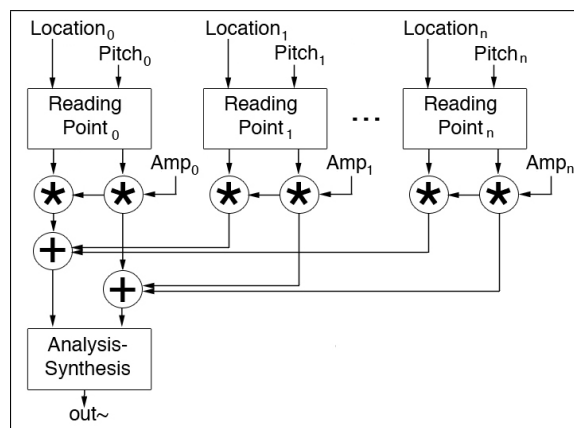 Location₀ Location₁ Locationₙ
Pitch₀ Pitch₁ Pitchₙ
Reading Reading Reading
Point₀ Point₁ ... Pointₙ
Amp₀ Amp₁ Ampₙ
* * * * * *
+
+
Analysis-
Synthesis
out~